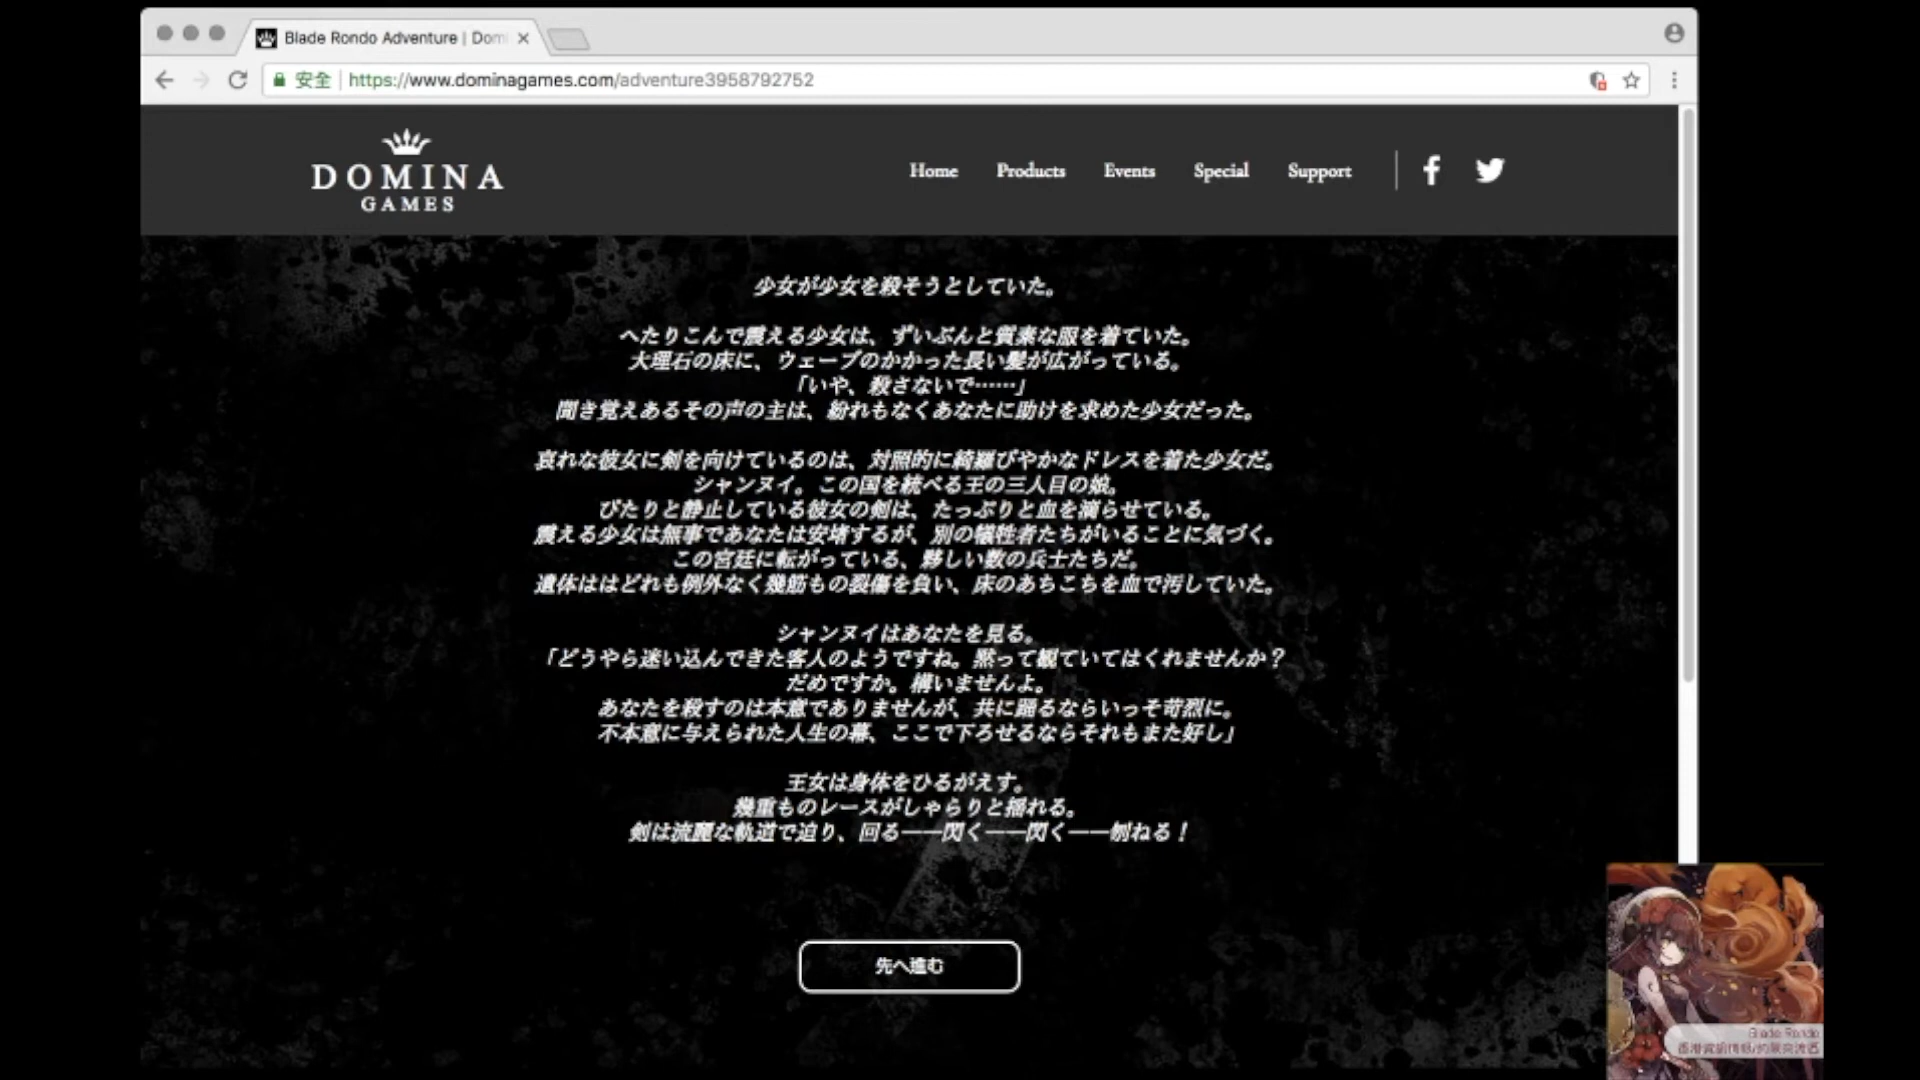 Blade Rondo Adventure | Domi
安全 https://www.dominagames.com/adventure3958792752
DOMINA
GAMES
Home Products Events Special Support
少女が少女を殺そうとしていた。
へたりこんで震える少女は、ずいぶんと質素な服を着ていた。
大理石の床に、ウェーブのかかった長い髪が広がっている。
「いや、殺さないで……」
聞き覚えあるその声の主は、紛れもなくあなたに助けを求めた少女だった。
哀れな彼女に剣を向けているのは、対照的に綺羅びやかなドレスを着た少女だ。
シャンヌイ。この国を統べる王の三人目の娘。
ぴたりと静止している彼女の剣は、たっぷりと血を滴らせている。
震える少女は無事であなたは安堵するが、別の犠牲者たちがいることに気づく。
この宮廷に転がっている、夥しい数の兵士たちだ。
遺体ははどれも例外なく幾筋もの裂傷を負い、床のあちこちを血で汚していた。
シャンヌイはあなたを見る。
「どうやら迷い込んできた客人のようですね。黙って観ていてはくれませんか？
だめですか。構いませんよ。
あなたを殺すのは本意でありませんが、共に踊るならいっそ苛烈に。
不本意に与えられた人生の幕、ここで下ろせるならそれもまた好し」
王女は身体をひるがえす。
幾重ものレースがしゃらりと揺れる。
剣は流麗な軌道で迫り、回る――閃く――閃く――刎ねる！
先へ進む
Blade Rondo